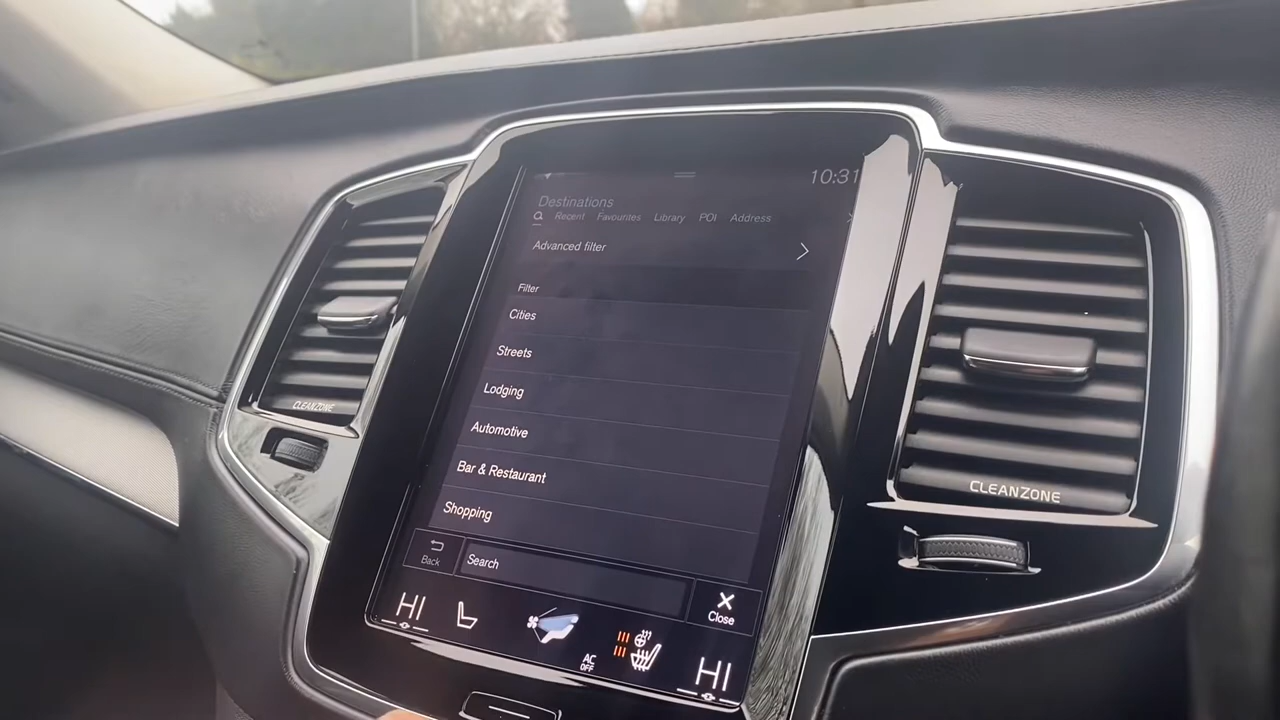 10:31
Destinations
Recent Favourites Library POI Address
Advanced filter
Filter
Cities
Streets
Lodging
Automotive
Bar & Restaurant
Shopping
Back
Search
Close
HI
AC
OFF
HI
CLEANZONE
CLEANZONE